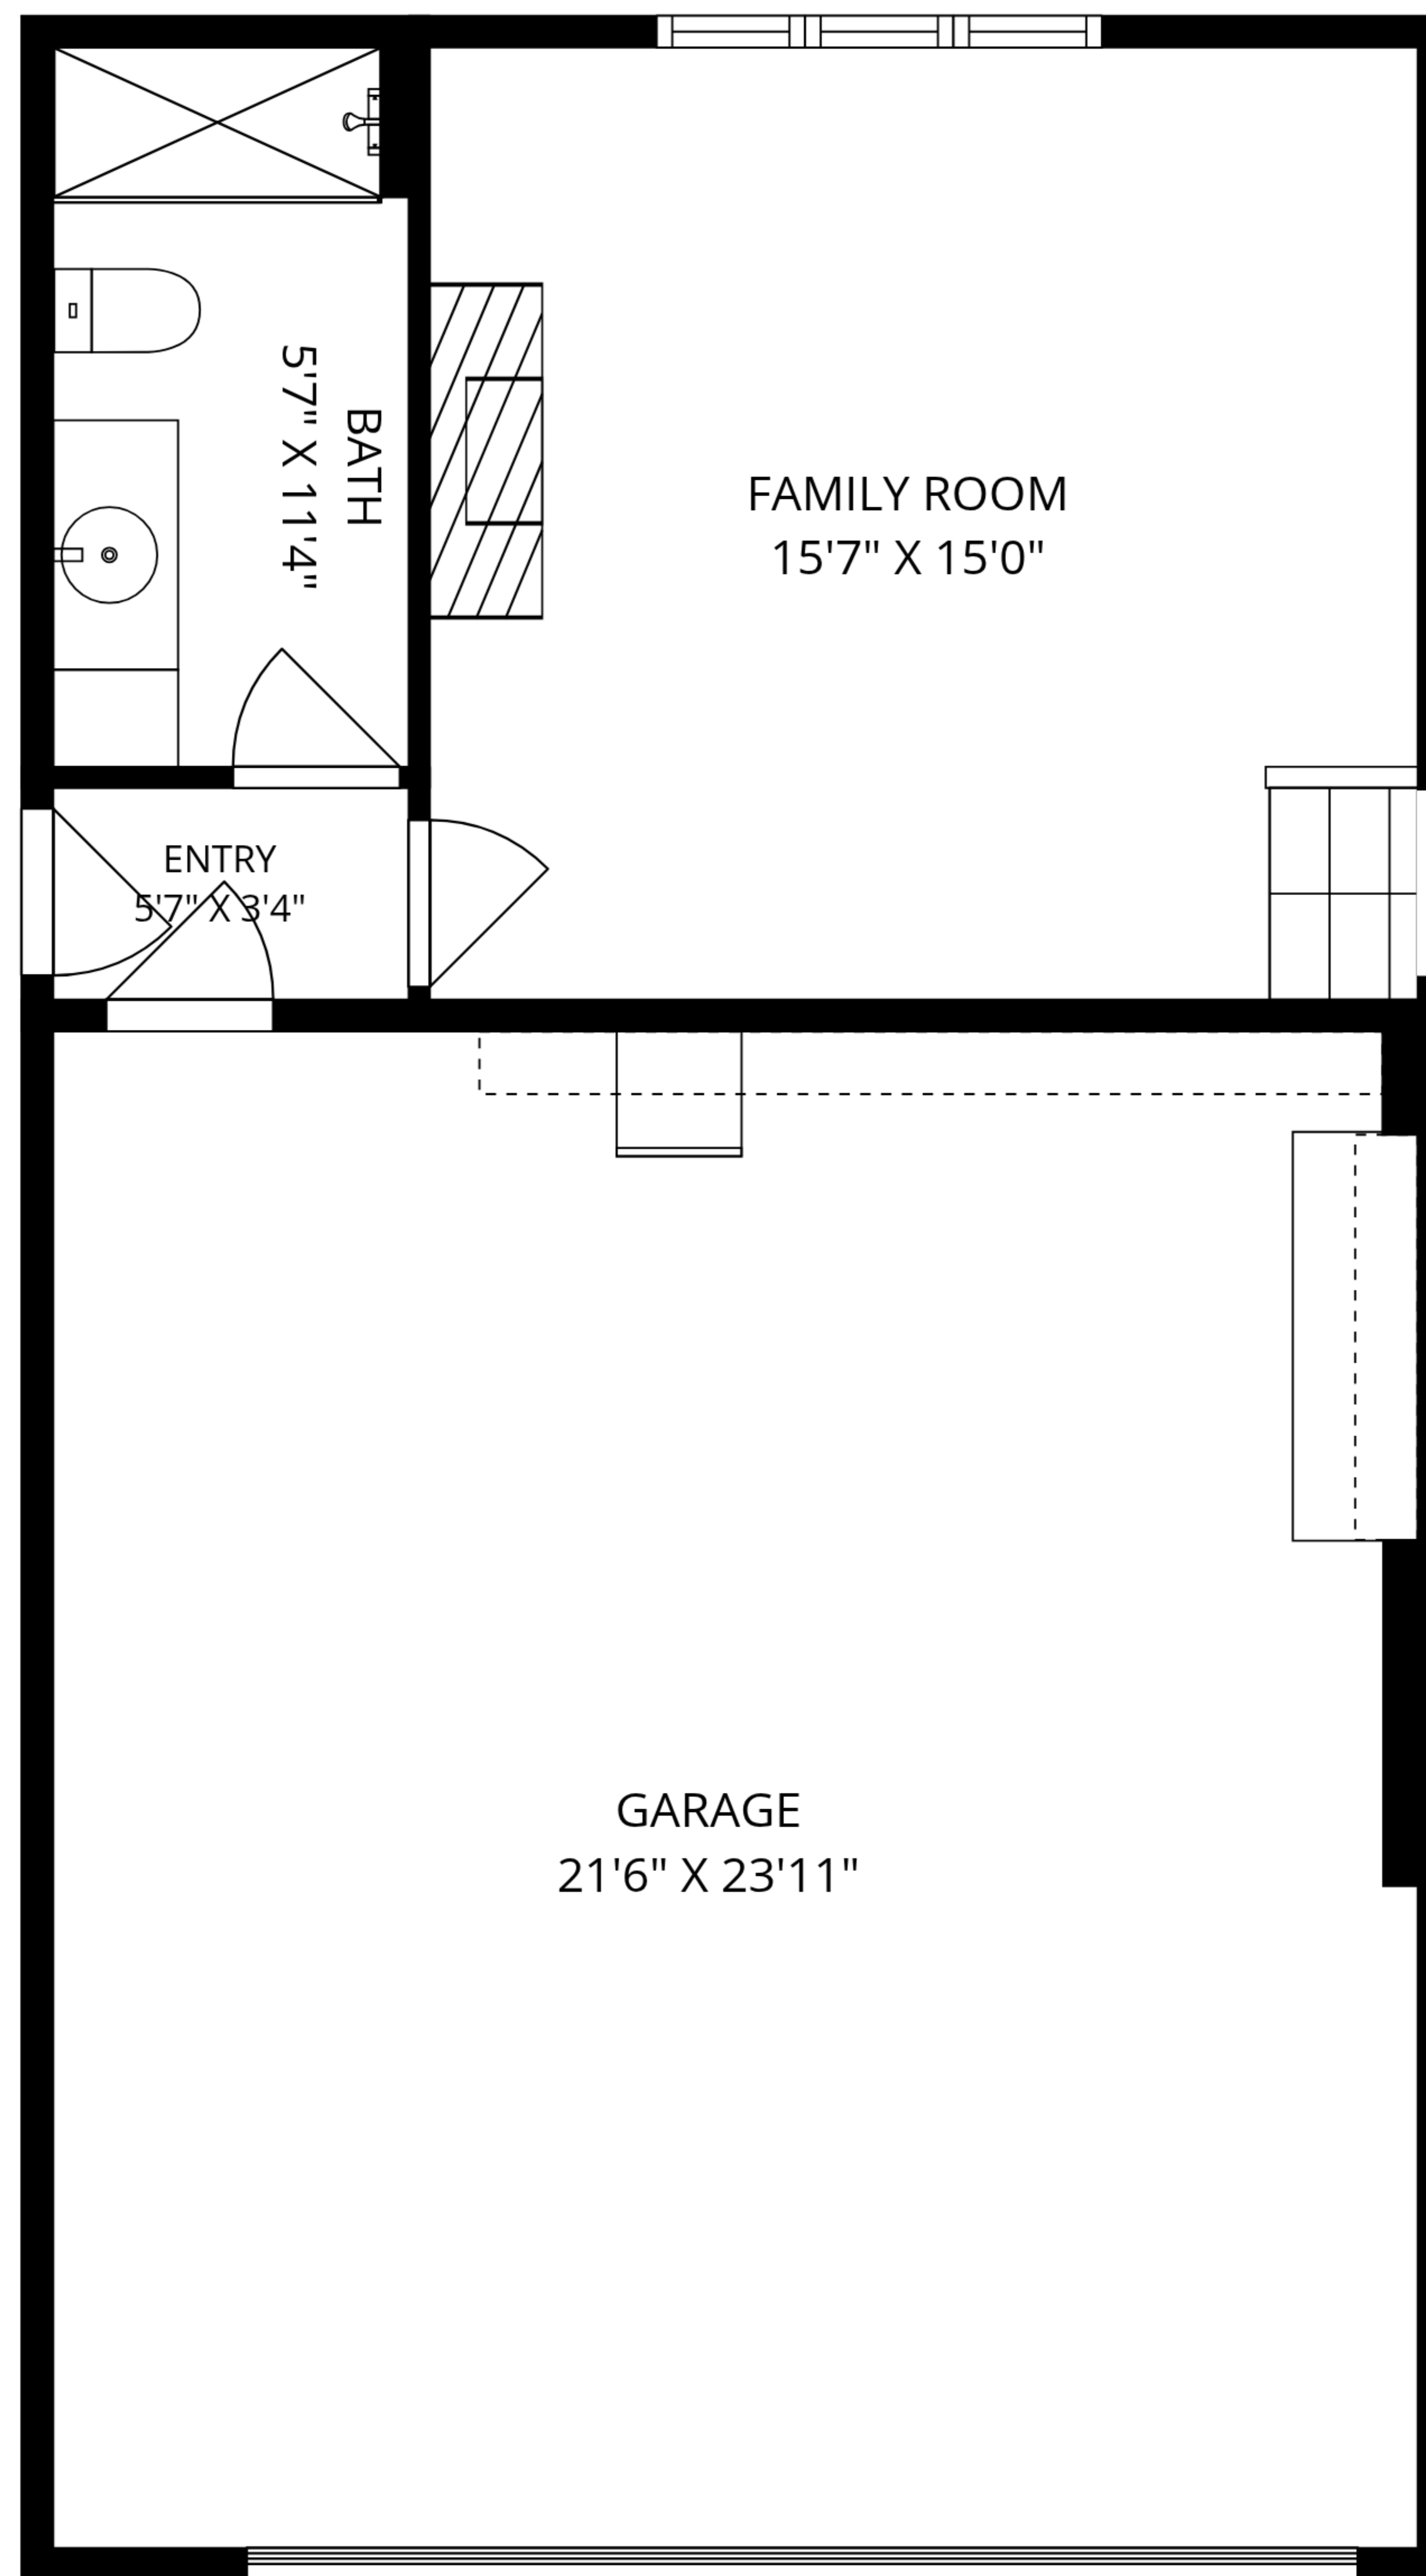 BATH
5'7" X 11'4"
FAMILY ROOM
15'7" X 15'0"
ENTRY
5'7" X 3'4"
GARAGE
21'6" X 23'11"